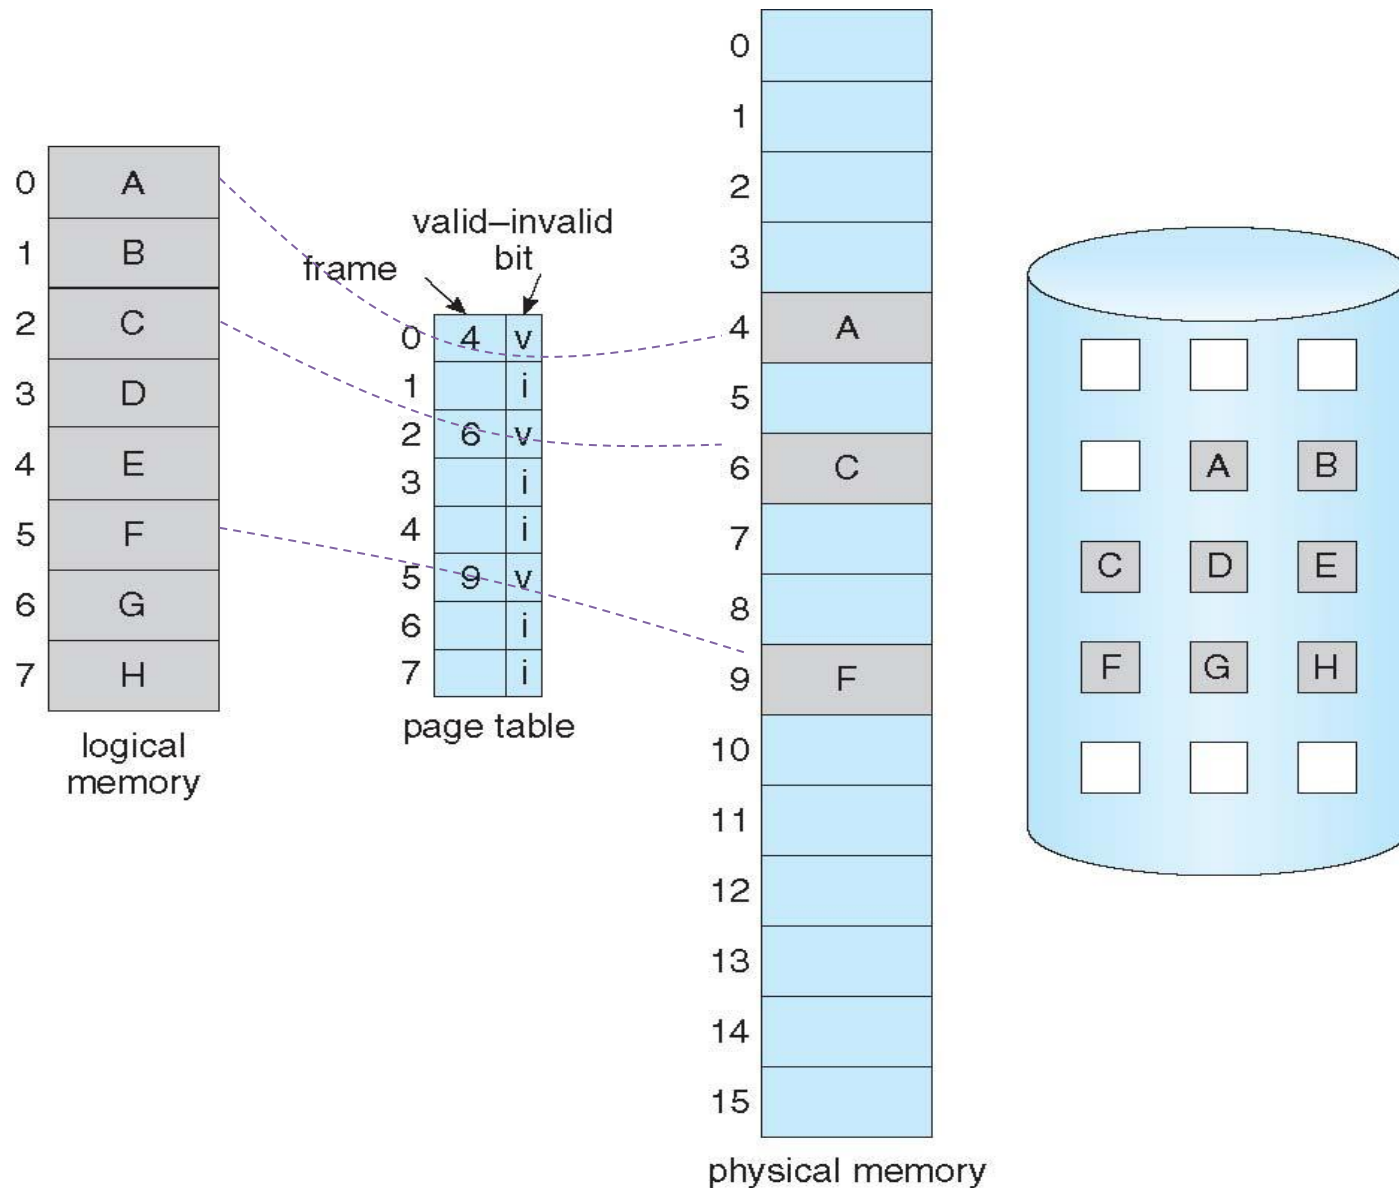 0 A
1 B
2 C
3 D
4 E
5 F
6 G
7 H
logical
memory
valid–invalid
bit
frame
0 4 v
1 i
2 6 v
3 i
4 i
5 9 v
6 i
7 i
page table
0
1
2
3
4 A
5
6 C
7
8
9 F
10
11
12
13
14
15
physical memory
A B
C D E
F G H